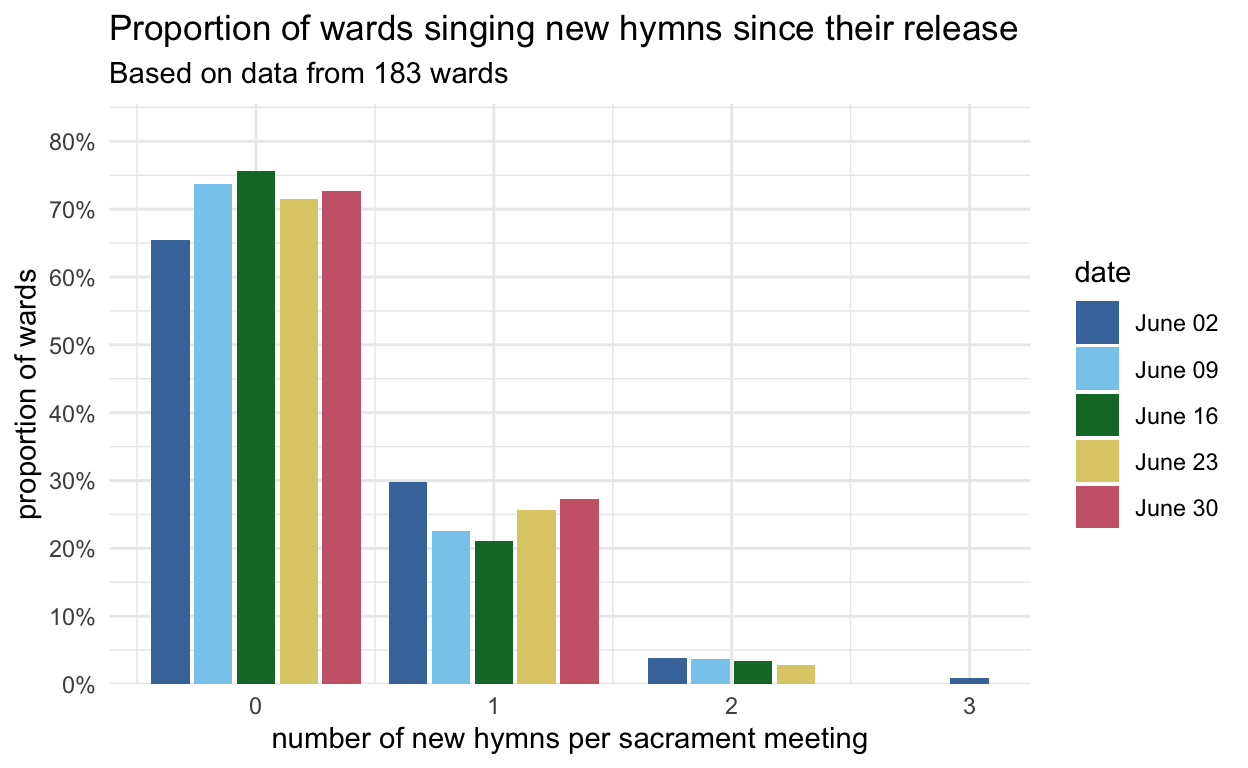 Proportion of wards singing new hymns since their release
Based on data from 183 wards
80%
70%
60%
50%
40%
30%
20%
10%
0%
proportion of wards
0 1 2 3
number of new hymns per sacrament meeting
date
June 02
June 09
June 16
June 23
June 30